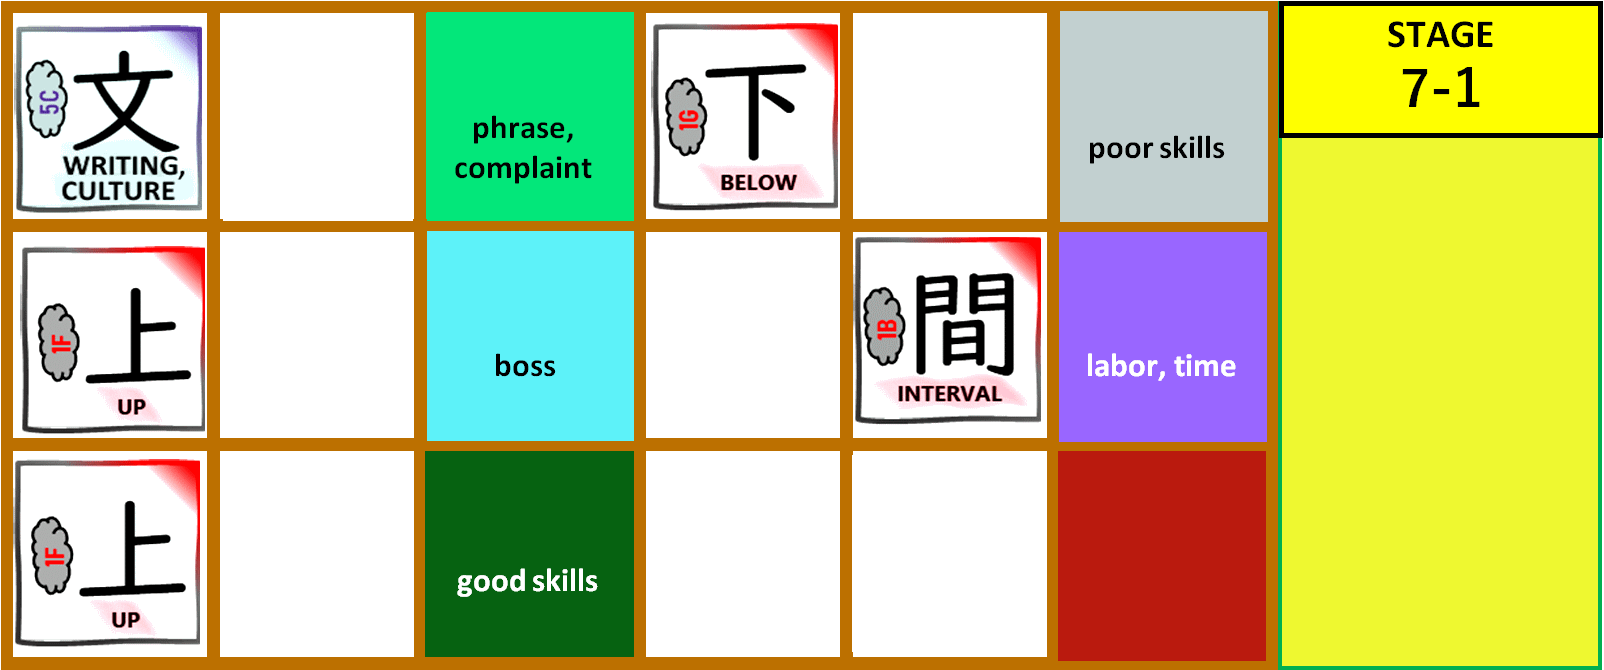 5C
文
WRITING,
CULTURE
phrase,
complaint
1G
下
BELOW
poor skills
STAGE
7-1
1F
上
UP
boss
1B
間
INTERVAL
labor, time
1F
上
UP
good skills